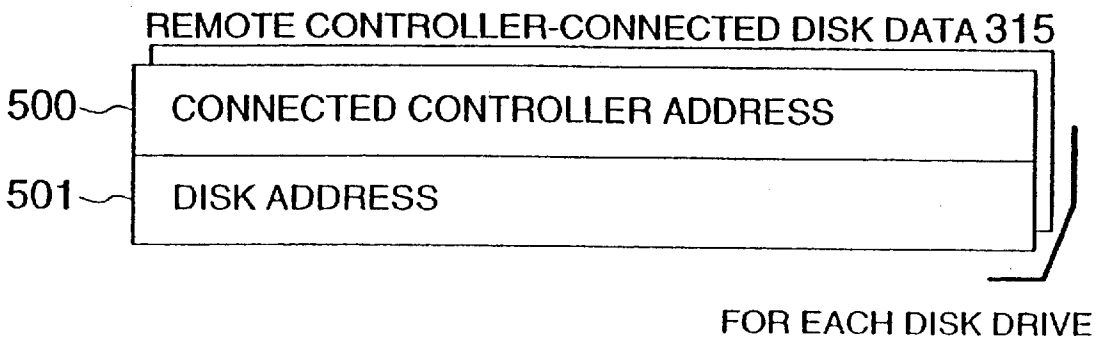 REMOTE CONTROLLER-CONNECTED DISK DATA 315
500 CONNECTED CONTROLLER ADDRESS
501 DISK ADDRESS
FOR EACH DISK DRIVE